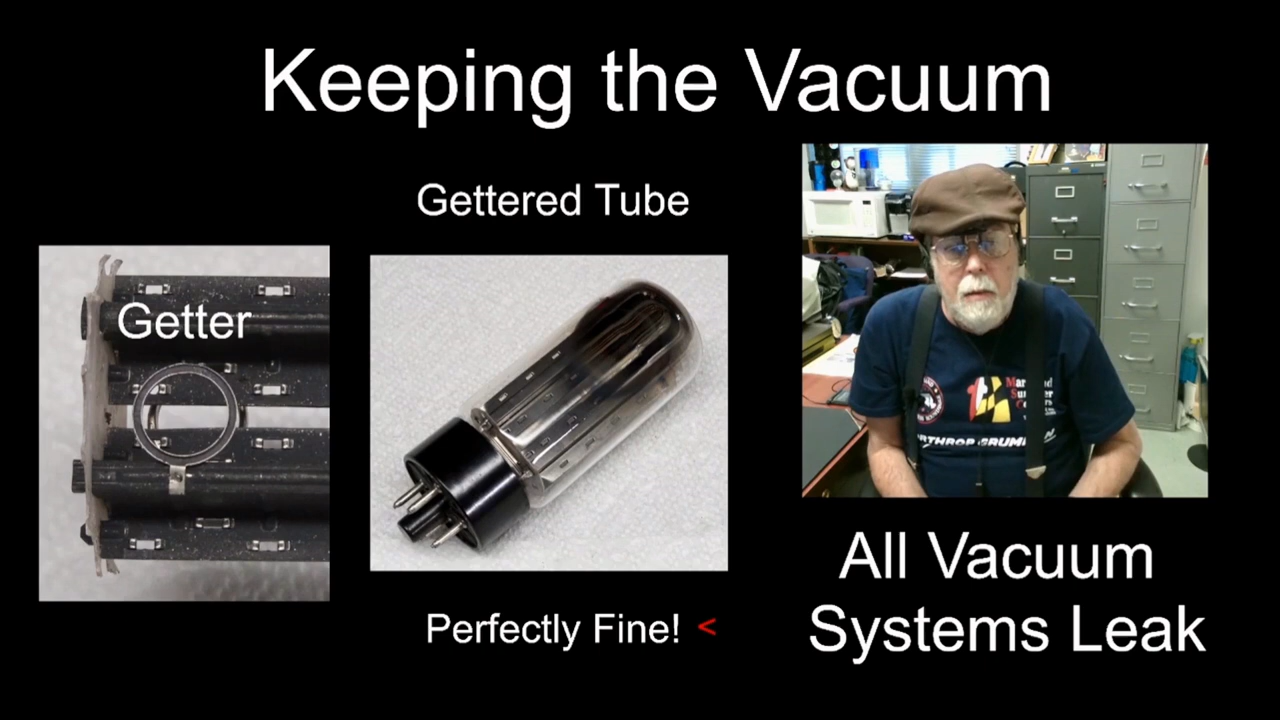 Keeping the Vacuum
Gettered Tube
Getter
Perfectly Fine! <
All Vacuum
Systems Leak